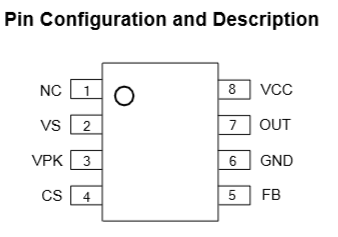 Pin Configuration and Description
NC 1 8 VCC
VS 2 7 OUT
VPK 3 6 GND
CS 4 5 FB